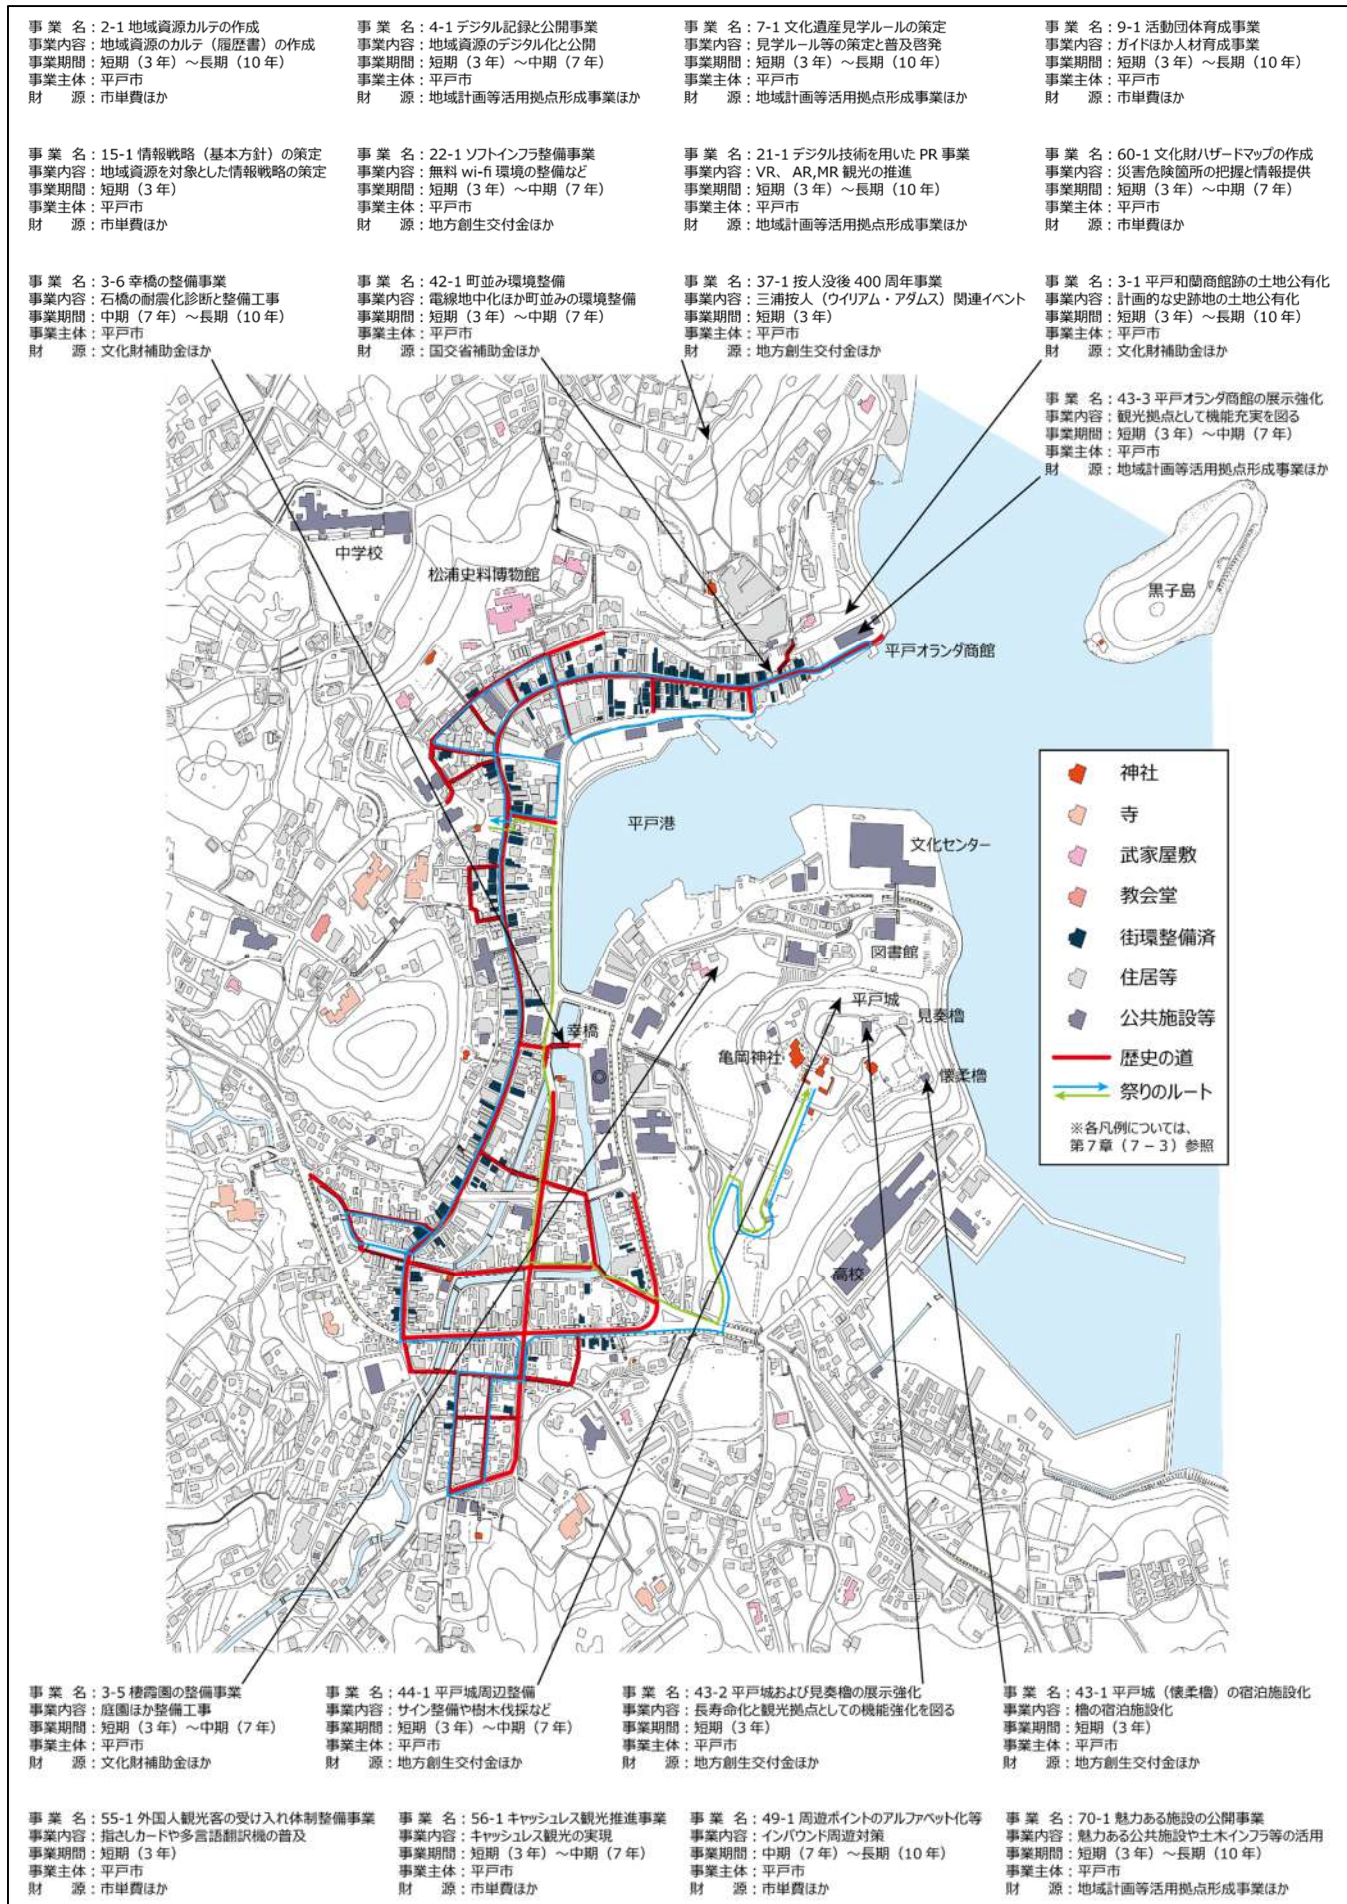 事 業 名：2-1 地域資源カルテの作成
事業内容：地域資源のカルテ（履歴書）の作成
事業期間：短期（3 年）～長期（10 年）
事業主体：平戸市
財　　源：市単費ほか
事 業 名：4-1 デジタル記録と公開事業
事業内容：地域資源のデジタル化と公開
事業期間：短期（3 年）～中期（7 年）
事業主体：平戸市
財　　源：地域計画等活用拠点形成事業ほか
事 業 名：7-1 文化遺産見学ルールの策定
事業内容：見学ルール等の策定と普及啓発
事業期間：短期（3 年）～長期（10 年）
事業主体：平戸市
財　　源：地域計画等活用拠点形成事業ほか
事 業 名：9-1 活動団体育成事業
事業内容：ガイドほか人材育成事業
事業期間：短期（3 年）～長期（10 年）
事業主体：平戸市
財　　源：市単費ほか
事 業 名：15-1 情報戦略（基本方針）の策定
事業内容：地域資源を対象とした情報戦略の策定
事業期間：短期（3 年）
事業主体：平戸市
財　　源：市単費ほか
事 業 名：22-1 ソフトインフラ整備事業
事業内容：無料 wi-fi 環境の整備など
事業期間：短期（3 年）～中期（7 年）
事業主体：平戸市
財　　源：地方創生交付金ほか
事 業 名：21-1 デジタル技術を用いた PR 事業
事業内容：VR、 AR,MR 観光の推進
事業期間：短期（3 年）～長期（10 年）
事業主体：平戸市
財　　源：地域計画等活用拠点形成事業ほか
事 業 名：60-1 文化財ハザードマップの作成
事業内容：災害危険箇所の把握と情報提供
事業期間：短期（3 年）～中期（7 年）
事業主体：平戸市
財　　源：市単費ほか
事 業 名：3-6 幸橋の整備事業
事業内容：石橋の耐震化診断と整備工事
事業期間：中期（7 年）～長期（10 年）
事業主体：平戸市
財　　源：文化財補助金ほか
事 業 名：42-1 町並み環境整備
事業内容：電線地中化ほか町並みの環境整備
事業期間：短期（3 年）～中期（7 年）
事業主体：平戸市
財　　源：国交省補助金ほか
事 業 名：37-1 按人没後 400 周年事業
事業内容：三浦按人（ウイリアム・アダムス）関連イベント
事業期間：短期（3 年）
事業主体：平戸市
財　　源：地方創生交付金ほか
事 業 名：3-1 平戸和蘭商館跡の土地公有化
事業内容：計画的な史跡地の土地公有化
事業期間：短期（3 年）～長期（10 年）
事業主体：平戸市
財　　源：文化財補助金ほか
事 業 名：43-3 平戸オランダ商館の展示強化
事業内容：観光拠点として機能充実を図る
事業期間：短期（3 年）～中期（7 年）
事業主体：平戸市
財　　源：地域計画等活用拠点形成事業ほか
中学校
松浦史料博物館
黒子島
平戸オランダ商館
平戸港
文化センター
図書館
平戸城
見奏櫓
幸橋
亀岡神社
懐柔櫓
高校
神社
寺
武家屋敷
教会堂
街環整備済
住居等
公共施設等
歴史の道
祭りのルート
※各凡例については、
第７章（７－３）参照
事 業 名：3-5 棲霞園の整備事業
事業内容：庭園ほか整備工事
事業期間：短期（3 年）～中期（7 年）
事業主体：平戸市
財　　源：文化財補助金ほか
事 業 名：44-1 平戸城周辺整備
事業内容：サイン整備や樹木伐採など
事業期間：短期（3 年）～中期（7 年）
事業主体：平戸市
財　　源：地方創生交付金ほか
事 業 名：43-2 平戸城および見奏櫓の展示強化
事業内容：長寿命化と観光拠点としての機能強化を図る
事業期間：短期（3 年）
事業主体：平戸市
財　　源：地方創生交付金ほか
事 業 名：43-1 平戸城（懐柔櫓）の宿泊施設化
事業内容：櫓の宿泊施設化
事業期間：短期（3 年）
事業主体：平戸市
財　　源：地方創生交付金ほか
事 業 名：55-1 外国人観光客の受け入れ体制整備事業
事業内容：指さしカードや多言語翻訳機の普及
事業期間：短期（3 年）
事業主体：平戸市
財　　源：市単費ほか
事 業 名：56-1 キャッシュレス観光推進事業
事業内容：キャッシュレス観光の実現
事業期間：短期（3 年）～中期（7 年）
事業主体：平戸市
財　　源：市単費ほか
事 業 名：49-1 周遊ポイントのアルファベット化等
事業内容：インバウンド周遊対策
事業期間：中期（7 年）～長期（10 年）
事業主体：平戸市
財　　源：市単費ほか
事 業 名：70-1 魅力ある施設の公開事業
事業内容：魅力ある公共施設や土木インフラ等の活用
事業期間：短期（3 年）～長期（10 年）
事業主体：平戸市
財　　源：地域計画等活用拠点形成事業ほか